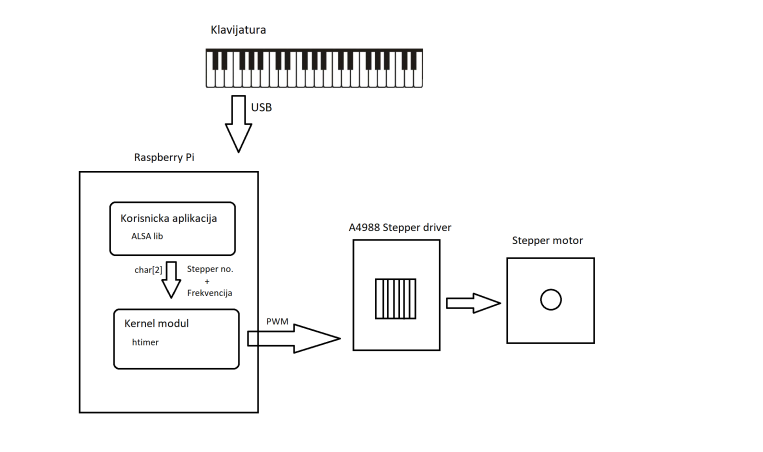 Klavijatura
USB
Raspberry Pi
Korisnicka aplikacija
ALSA lib
char[2]
Stepper no.
+
Frekvencija
Kernel modul
htimer
PWM
A4988 Stepper driver
Stepper motor